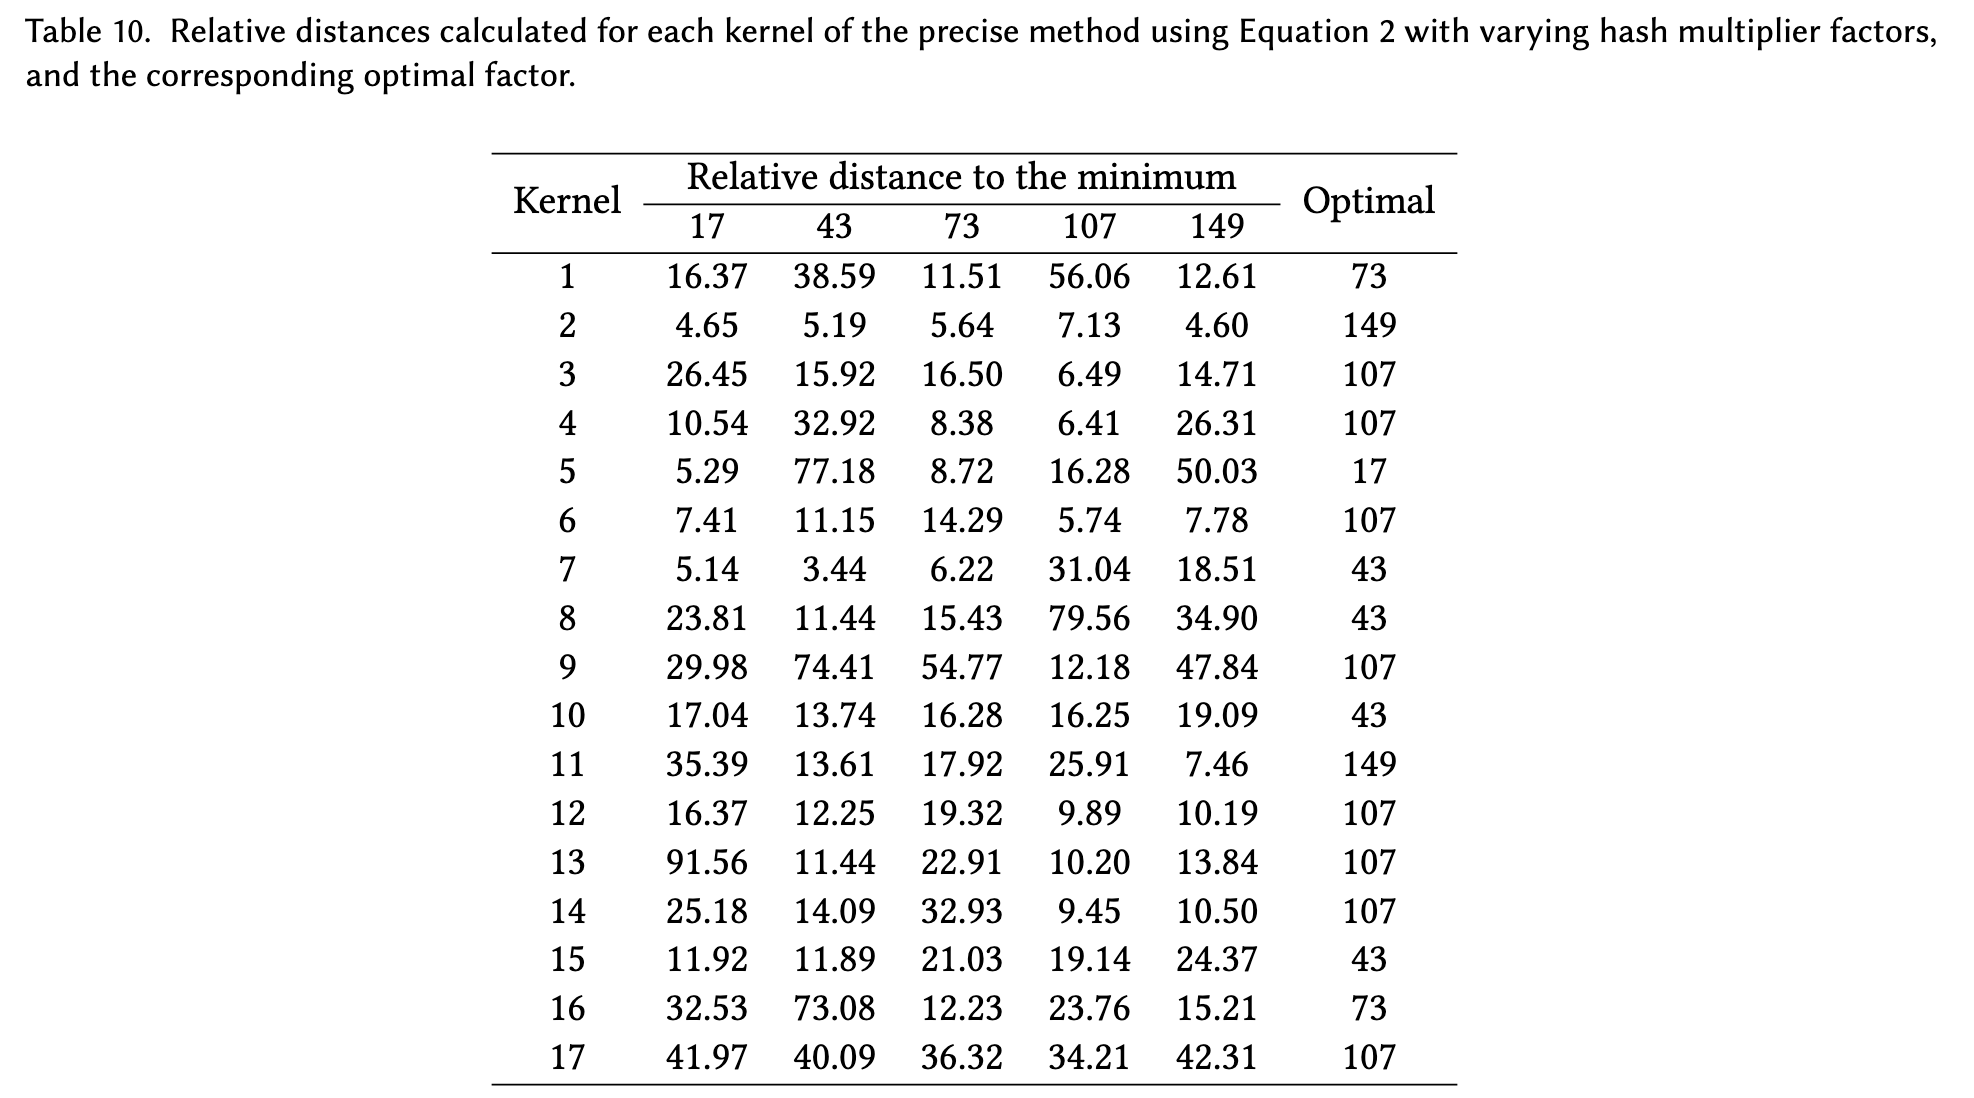 Table 10. Relative distances calculated for each kernel of the precise method using Equation 2 with varying hash multiplier factors,
and the corresponding optimal factor.
Kernel Relative distance to the minimum Optimal
17 43 73 107 149
1 16.37 38.59 11.51 56.06 12.61 73
2 4.65 5.19 5.64 7.13 4.60 149
3 26.45 15.92 16.50 6.49 14.71 107
4 10.54 32.92 8.38 6.41 26.31 107
5 5.29 77.18 8.72 16.28 50.03 17
6 7.41 11.15 14.29 5.74 7.78 107
7 5.14 3.44 6.22 31.04 18.51 43
8 23.81 11.44 15.43 79.56 34.90 43
9 29.98 74.41 54.77 12.18 47.84 107
10 17.04 13.74 16.28 16.25 19.09 43
11 35.39 13.61 17.92 25.91 7.46 149
12 16.37 12.25 19.32 9.89 10.19 107
13 91.56 11.44 22.91 10.20 13.84 107
14 25.18 14.09 32.93 9.45 10.50 107
15 11.92 11.89 21.03 19.14 24.37 43
16 32.53 73.08 12.23 23.76 15.21 73
17 41.97 40.09 36.32 34.21 42.31 107